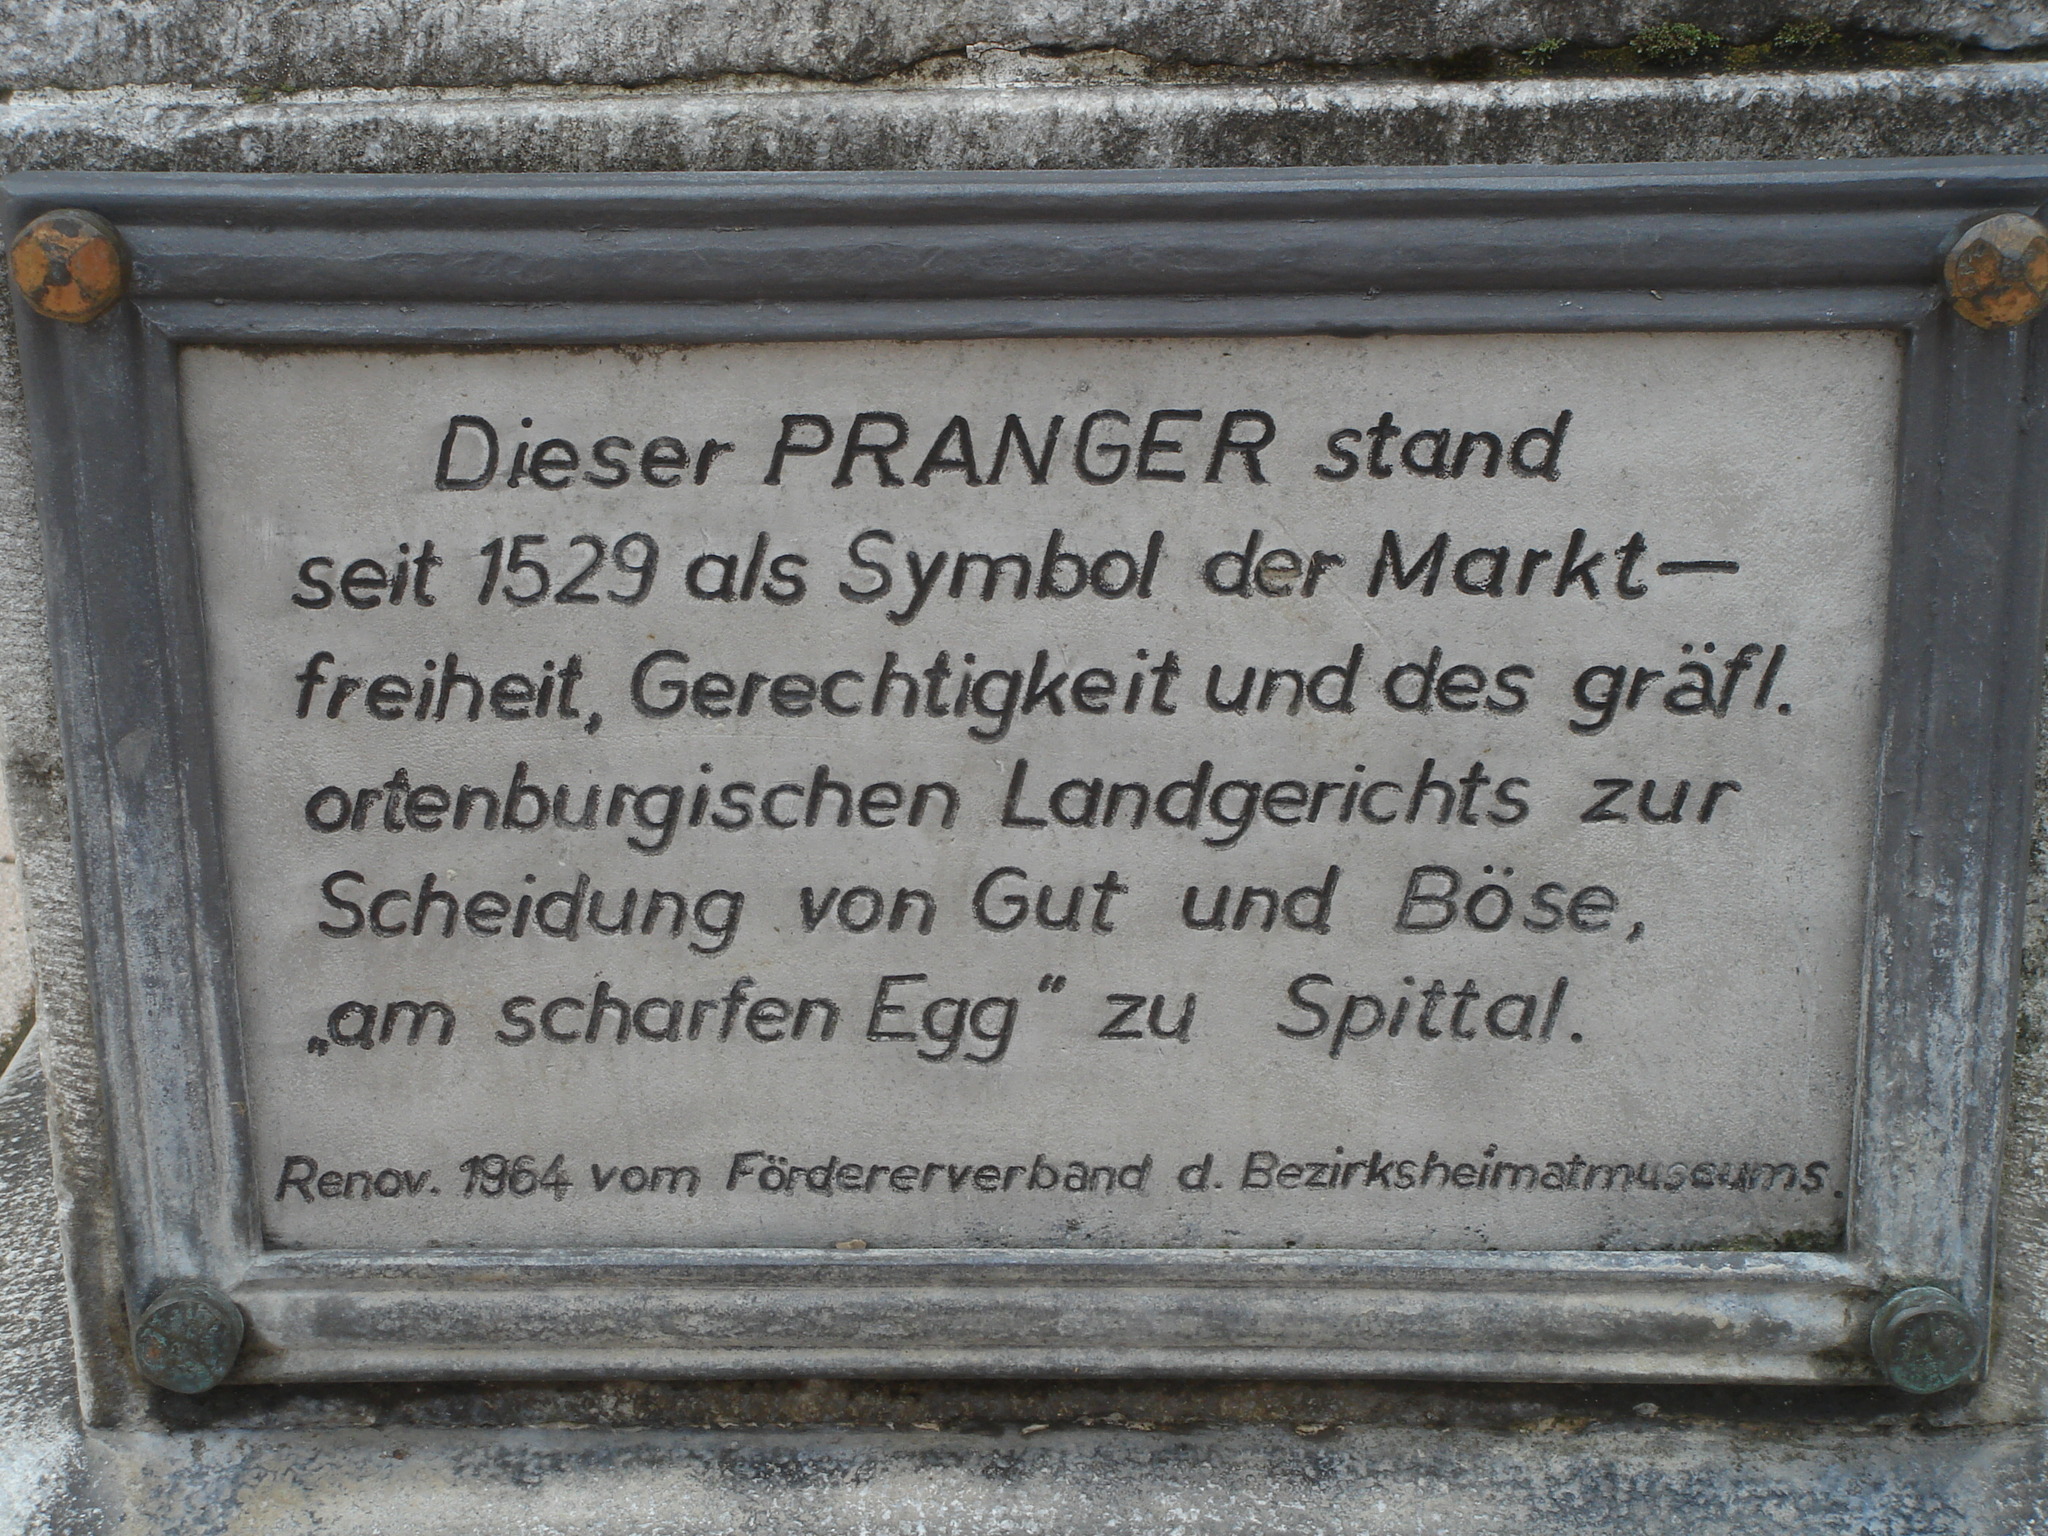 Dieser PRANGER stand
seit 1529 als Symbol der Markt-
freiheit, Gerechtigkeit und des gräfl.
ortenburgischen Landgerichts zur
Scheidung von Gut und Böse,
„am scharfen Egg“ zu Spittal.
Renov. 1964 vom Fördererverband d. Bezirksheimatmuseums.